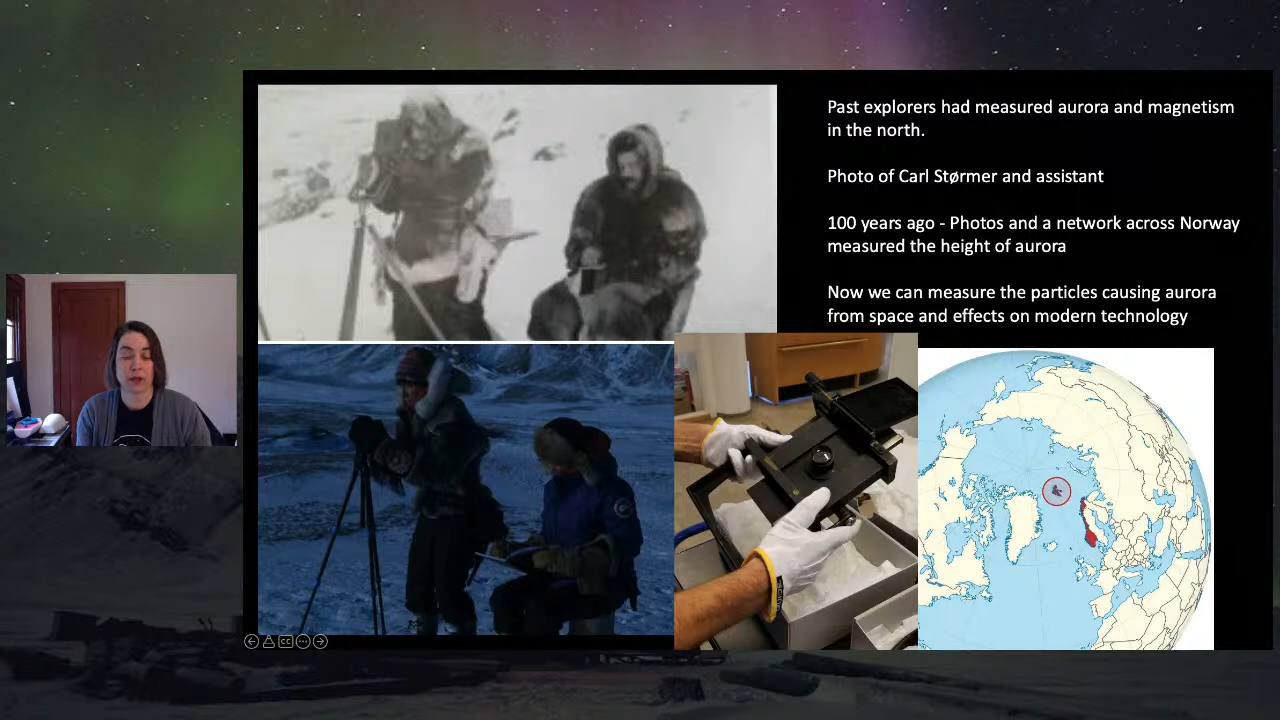 Past explorers had measured aurora and magnetism
in the north.
Photo of Carl Størmer and assistant
100 years ago - Photos and a network across Norway
measured the height of aurora
Now we can measure the particles causing aurora
from space and effects on modern technology
CC